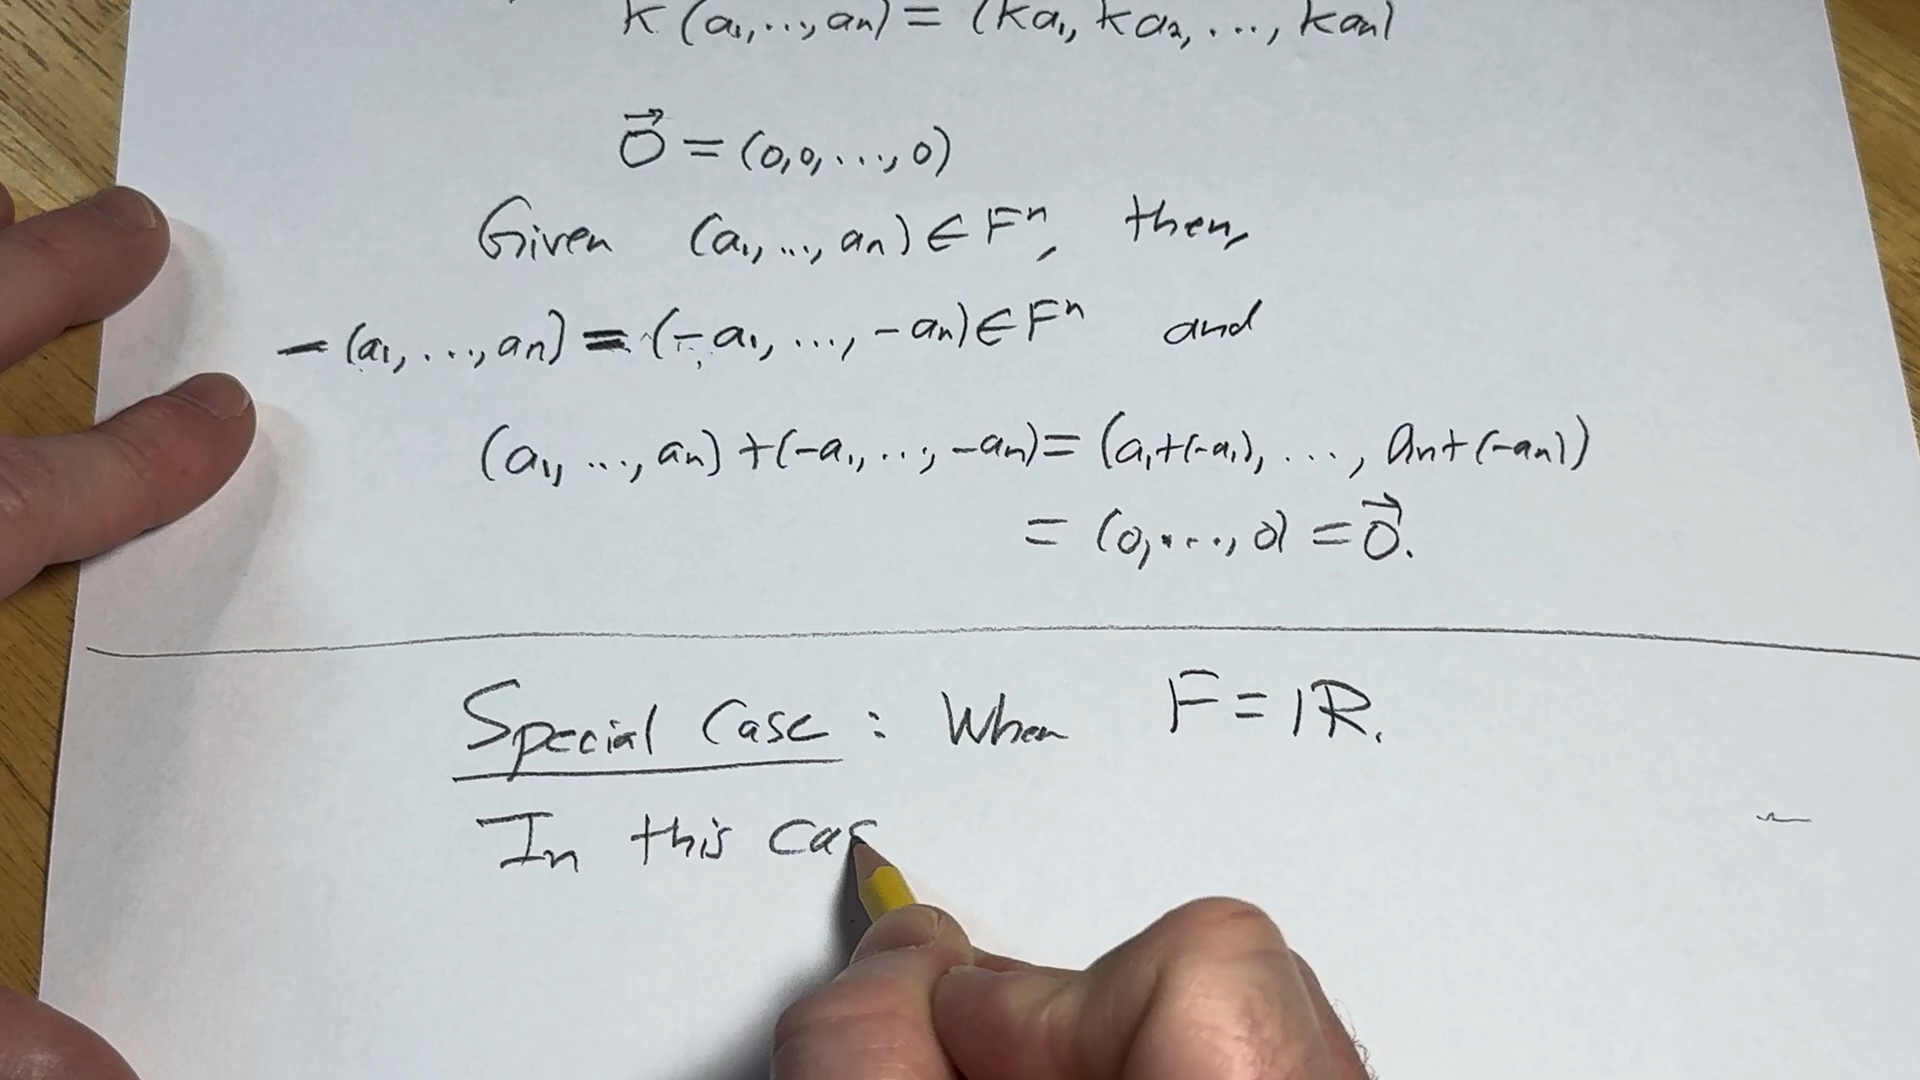 k (a₁, ..., aₙ) = (ka₁, ka₂, ..., kaₙ)
0⃗ = (0, 0, ..., 0)
Given (a₁, ..., aₙ) ∈ Fⁿ, then,
- (a₁, ..., aₙ) = (-a₁, ..., -aₙ) ∈ Fⁿ and
(a₁, ..., aₙ) + (-a₁, ..., -aₙ) = (a₁+(-a₁), ..., aₙ+(-aₙ))
= (0, ..., 0) = 0⃗.
Special Case : When F = ℝ.
In this cas